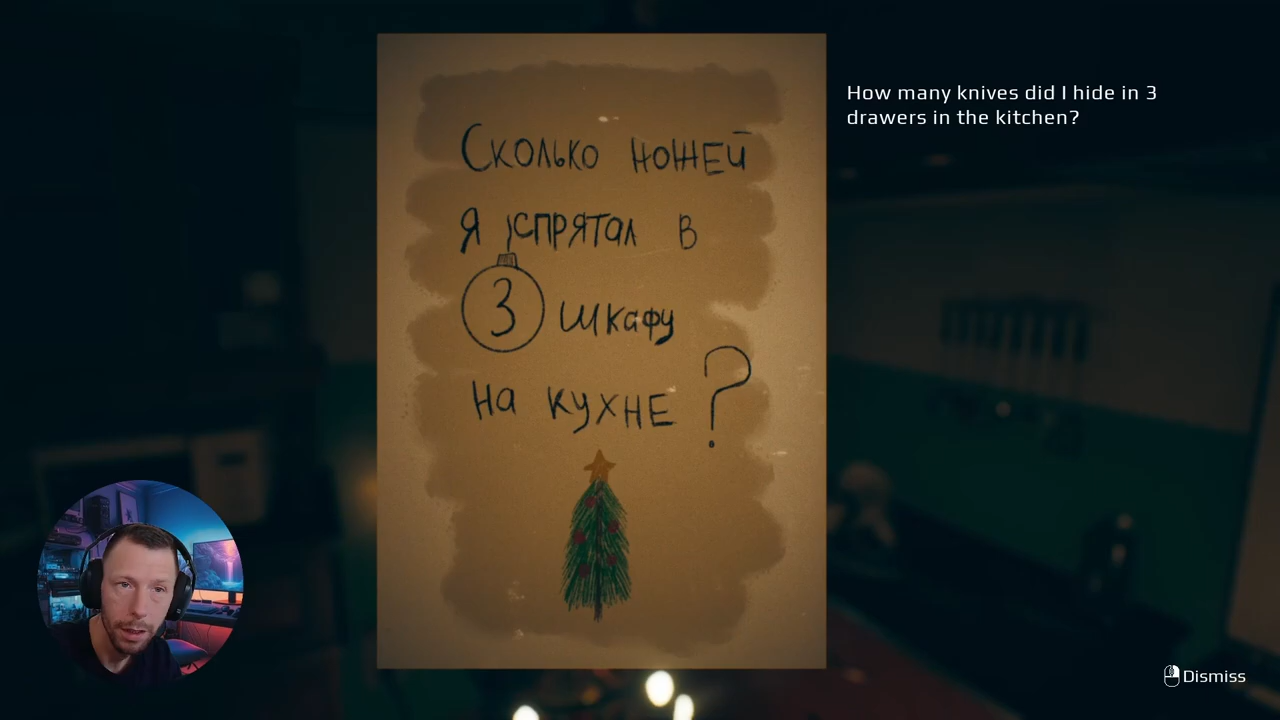 Сколько ножей
Я спрятал в
3 шкафу
на кухне?
How many knives did I hide in 3
drawers in the kitchen?
Dismiss